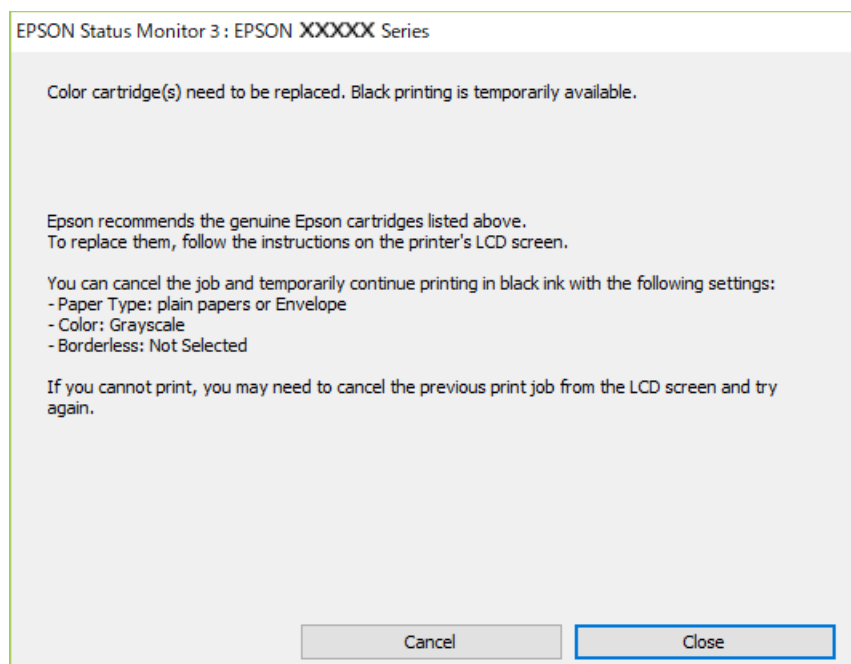 EPSON Status Monitor 3 : EPSON XXXXX Series
Color cartridge(s) need to be replaced. Black printing is temporarily available.
Epson recommends the genuine Epson cartridges listed above.
To replace them, follow the instructions on the printer's LCD screen.
You can cancel the job and temporarily continue printing in black ink with the following settings:
- Paper Type: plain papers or Envelope
- Color: Grayscale
- Borderless: Not Selected
If you cannot print, you may need to cancel the previous print job from the LCD screen and try
again.
Cancel
Close